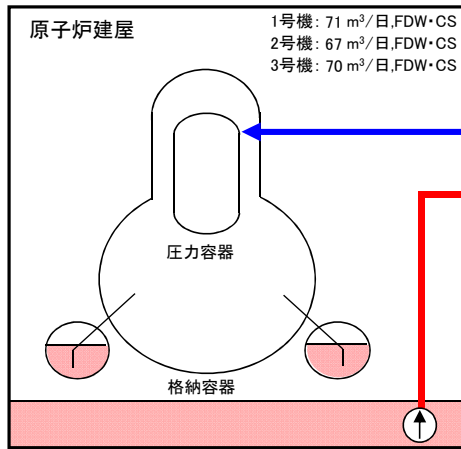 原子炉建屋
1号機: 71 m³/日,FDW・CS
2号機: 67 m³/日,FDW・CS
3号機: 70 m³/日,FDW・CS
圧力容器
格納容器